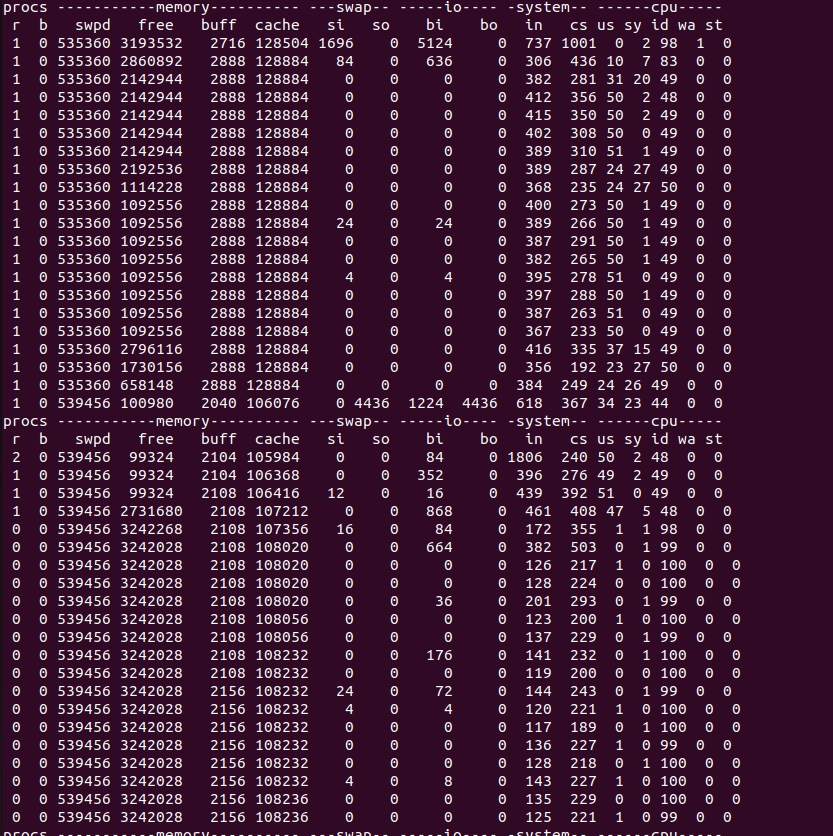 procs -----------memory---------- ---swap-- -----io---- -system-- ------cpu-----
 r  b   swpd   free   buff  cache   si   so    bi    bo   in   cs us sy id wa st
 1  0 535360 3193532   2716 128504 1696    0  5124     0  737 1001  0  2 98  1  0
 1  0 535360 2860892   2888 128884   84    0   636     0  306  436 10  7 83  0  0
 1  0 535360 2142944   2888 128884    0    0     0     0  382  281 31 20 49  0  0
 1  0 535360 2142944   2888 128884    0    0     0     0  412  356 50  2 48  0  0
 1  0 535360 2142944   2888 128884    0    0     0     0  415  350 50  2 49  0  0
 1  0 535360 2142944   2888 128884    0    0     0     0  402  308 50  0 49  0  0
 1  0 535360 2142944   2888 128884    0    0     0     0  389  310 51  1 49  0  0
 1  0 535360 2192536   2888 128884    0    0     0     0  389  287 24 27 49  0  0
 1  0 535360 1114228   2888 128884    0    0     0     0  368  235 24 27 50  0  0
 1  0 535360 1092556   2888 128884    0    0     0     0  400  273 50  1 49  0  0
 1  0 535360 1092556   2888 128884   24    0    24     0  389  266 50  1 49  0  0
 1  0 535360 1092556   2888 128884    0    0     0     0  387  291 50  1 49  0  0
 1  0 535360 1092556   2888 128884    0    0     0     0  382  265 50  1 49  0  0
 1  0 535360 1092556   2888 128884    4    0     4     0  395  278 51  0 49  0  0
 1  0 535360 1092556   2888 128884    0    0     0     0  397  288 50  1 49  0  0
 1  0 535360 1092556   2888 128884    0    0     0     0  387  263 51  0 49  0  0
 1  0 535360 1092556   2888 128884    0    0     0     0  367  233 50  0 49  0  0
 1  0 535360 2796116   2888 128884    0    0     0     0  416  335 37 15 49  0  0
 1  0 535360 1730156   2888 128884    0    0     0     0  356  192 23 27 50  0  0
 1  0 535360 658148   2888 128884    0    0     0     0  384  249 24 26 49  0  0
 1  0 539456 100980   2040 106076    0 4436  1224  4436  618  367 34 23 44  0  0
procs -----------memory---------- ---swap-- -----io---- -system-- ------cpu-----
 r  b   swpd   free   buff  cache   si   so    bi    bo   in   cs us sy id wa st
 2  0 539456  99324   2104 105984    0    0    84     0 1806  240 50  2 48  0  0
 1  0 539456  99324   2104 106368    0    0   352     0  396  276 49  2 49  0  0
 1  0 539456  99324   2108 106416   12    0    16     0  439  392 51  0 49  0  0
 1  0 539456 2731680   2108 107212    0    0   868     0  461  408 47  5 48  0  0
 0  0 539456 3242268   2108 107356   16    0    84     0  172  355  1  1 98  0  0
 0  0 539456 3242028   2108 108020    0    0   664     0  382  503  0  1 99  0  0
 0  0 539456 3242028   2108 108020    0    0     0     0  126  217  1  0 100  0  0
 0  0 539456 3242028   2108 108020    0    0     0     0  128  224  0  0 100  0  0
 0  0 539456 3242028   2108 108020    0    0    36     0  201  293  0  1 99  0  0
 0  0 539456 3242028   2108 108056    0    0     0     0  123  200  1  0 100  0  0
 0  0 539456 3242028   2108 108056    0    0     0     0  137  229  0  1 99  0  0
 0  0 539456 3242028   2108 108232    0    0   176     0  141  232  0  1 100  0  0
 0  0 539456 3242028   2108 108232    0    0     0     0  119  200  0  0 100  0  0
 0  0 539456 3242028   2156 108232   24    0    72     0  144  243  0  1 99  0  0
 0  0 539456 3242028   2156 108232    4    0     4     0  120  221  1  0 100  0  0
 0  0 539456 3242028   2156 108232    0    0     0     0  117  189  0  1 100  0  0
 0  0 539456 3242028   2156 108232    0    0     0     0  136  227  1  0 99  0  0
 0  0 539456 3242028   2156 108232    0    0     0     0  128  218  0  1 100  0  0
 0  0 539456 3242028   2156 108232    4    0     8     0  143  227  1  0 100  0  0
 0  0 539456 3242028   2156 108236    0    0     0     0  135  229  0  0 100  0  0
 0  0 539456 3242028   2156 108236    0    0     0     0  125  221  1  0 99  0  0
procs -----------memory---------- ---swap-- -----io---- -system-- ------cpu-----